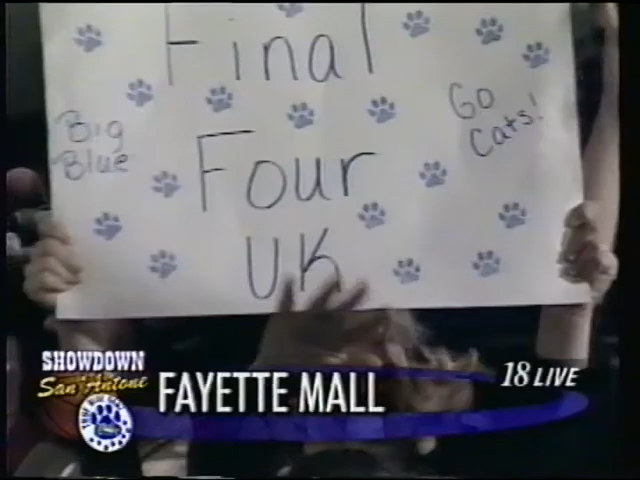 Final
Big
Blue
Go
Cats!
Four
UK
SHOWDOWN
San Antone
FAYETTE MALL
18 LIVE